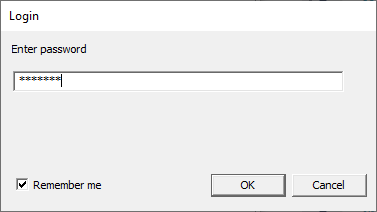 Login
Enter password
*******
Remember me
OK Cancel